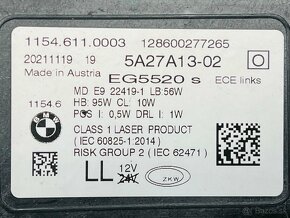 1154.611.0003 128600277265
20211119 19 5A27A13-02
Made in Austria EG5520 s ECE links
MD E9 22419-1 LB 56W
1154.6 HB: 95W CL: 10W
POS I: 0,5W DRL I: 1W
BMW
CLASS 1 LASER PRODUCT
[IEC 60825-1:2014]
RISK GROUP 2 (IEC 62471)
LL 12V
24V ZKW